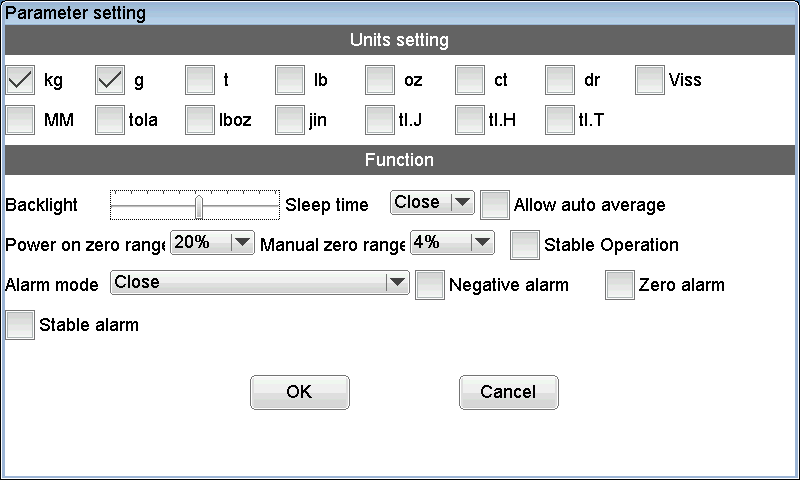 Parameter setting
Units setting
kg g t lb oz ct dr Viss
MM tola lboz jin tl.J tl.H tl.T
Function
Backlight Sleep time Close Allow auto average
Power on zero range 20% Manual zero range 4% Stable Operation
Alarm mode Close Negative alarm Zero alarm
Stable alarm
OK Cancel